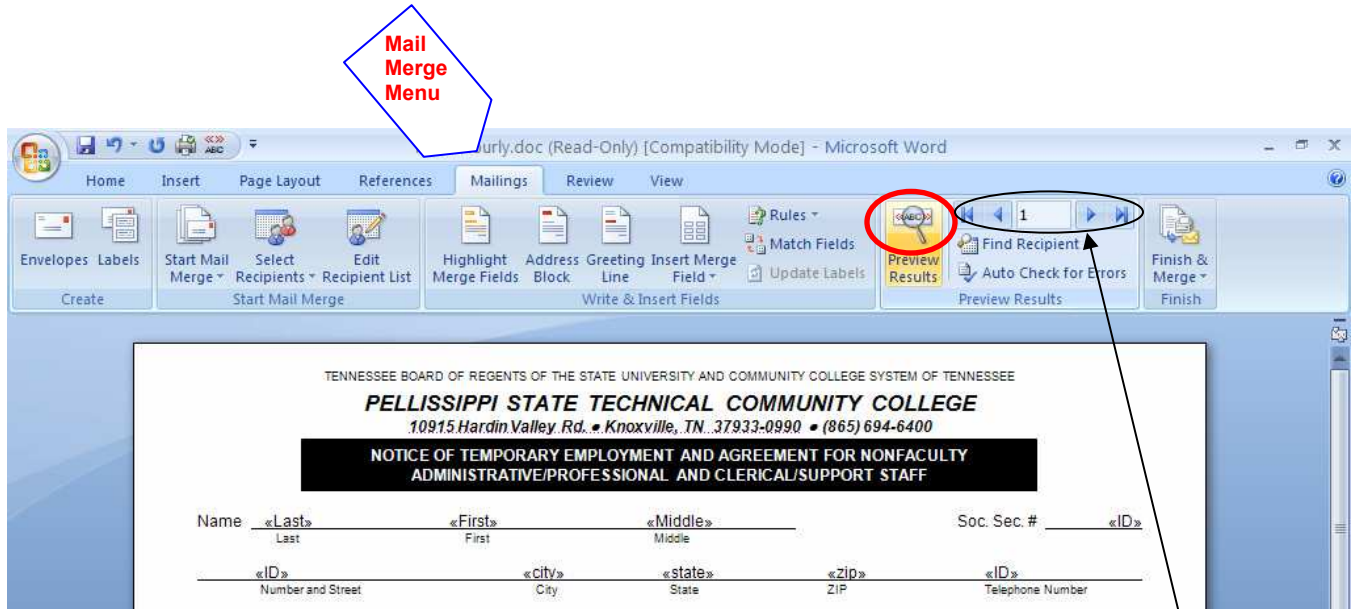 Mail
Merge
Menu
urly.doc (Read-Only) [Compatibility Mode] - Microsoft Word
Home Insert Page Layout References Mailings Review View
Envelopes Labels Start Mail Merge Select Recipients Edit Recipient List Highlight Merge Fields Address Block Greeting Line Insert Merge Field Rules Match Fields Update Labels «ABC» Preview Results 1 Find Recipient Auto Check for Errors Finish & Merge
Create Start Mail Merge Write & Insert Fields Preview Results Finish
TENNESSEE BOARD OF REGENTS OF THE STATE UNIVERSITY AND COMMUNITY COLLEGE SYSTEM OF TENNESSEE
PELLISSIPPI STATE TECHNICAL COMMUNITY COLLEGE
10915 Hardin Valley Rd. • Knoxville, TN 37933-0990 • (865) 694-6400
NOTICE OF TEMPORARY EMPLOYMENT AND AGREEMENT FOR NONFACULTY
ADMINISTRATIVE/PROFESSIONAL AND CLERICAL/SUPPORT STAFF
Name «Last» «First» «Middle» Soc. Sec. # «ID»
Last First Middle
«ID» «city» «state» «zip» «ID»
Number and Street City State ZIP Telephone Number